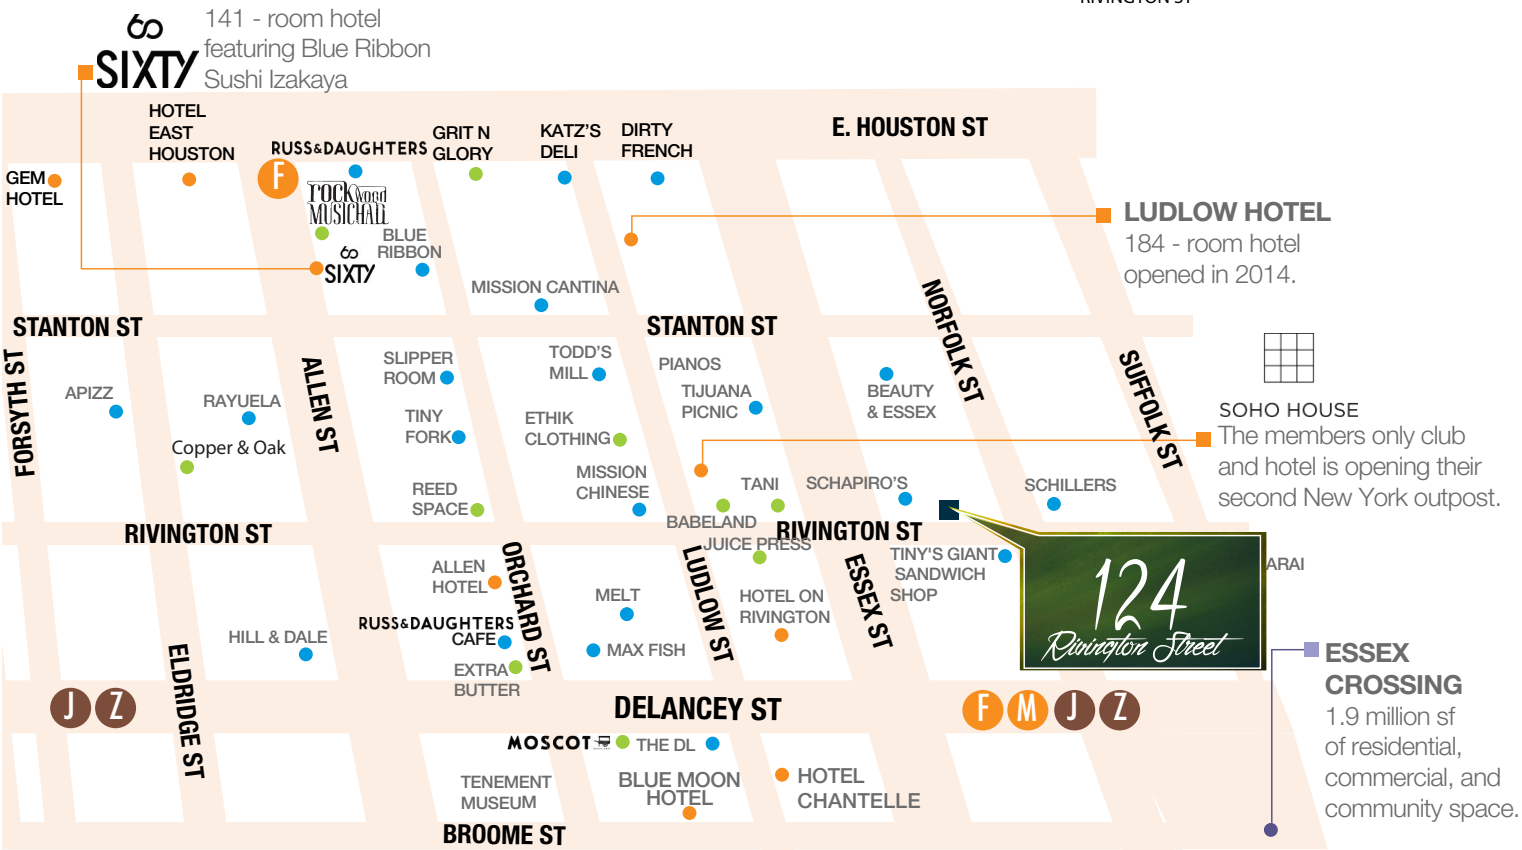 RIVINGTON ST
SIXTY
141 - room hotel
featuring Blue Ribbon
Sushi Izakaya
HOTEL
EAST
HOUSTON
RUSS&DAUGHTERS
GRIT N
GLORY
KATZ'S
DELI
DIRTY
FRENCH
E. HOUSTON ST
GEM
HOTEL
F
rockwood
MUSICHALL
BLUE
RIBBON
SIXTY
MISSION CANTINA
LUDLOW HOTEL
184 - room hotel
opened in 2014.
STANTON ST
STANTON ST
NORFOLK ST
FORSYTH ST
ALLEN ST
SUFFOLK ST
APIZZ
RAYUELA
Copper & Oak
SLIPPER
ROOM
TINY
FORK
REED
SPACE
TODD'S
MILL
ETHIK
CLOTHING
MISSION
CHINESE
PIANOS
TIJUANA
PICNIC
BEAUTY
& ESSEX
SOHO HOUSE
The members only club
and hotel is opening their
second New York outpost.
TANI
SCHAPIRO'S
SCHILLERS
BABELAND
JUICE PRESS
RIVINGTON ST
RIVINGTON ST
TINY'S GIANT
SANDWICH
SHOP
124
Rivington Street
ARAI
ORCHARD ST
LUDLOW ST
ESSEX ST
ALLEN
HOTEL
MELT
HOTEL ON
RIVINGTON
RUSS&DAUGHTERS
CAFE
MAX FISH
HILL & DALE
EXTRA
BUTTER
ELDRIDGE ST
ESSEX
CROSSING
1.9 million sf
of residential,
commercial, and
community space.
J Z
DELANCEY ST
F M J Z
MOSCOT
THE DL
TENEMENT
MUSEUM
BLUE MOON
HOTEL
HOTEL
CHANTELLE
BROOME ST